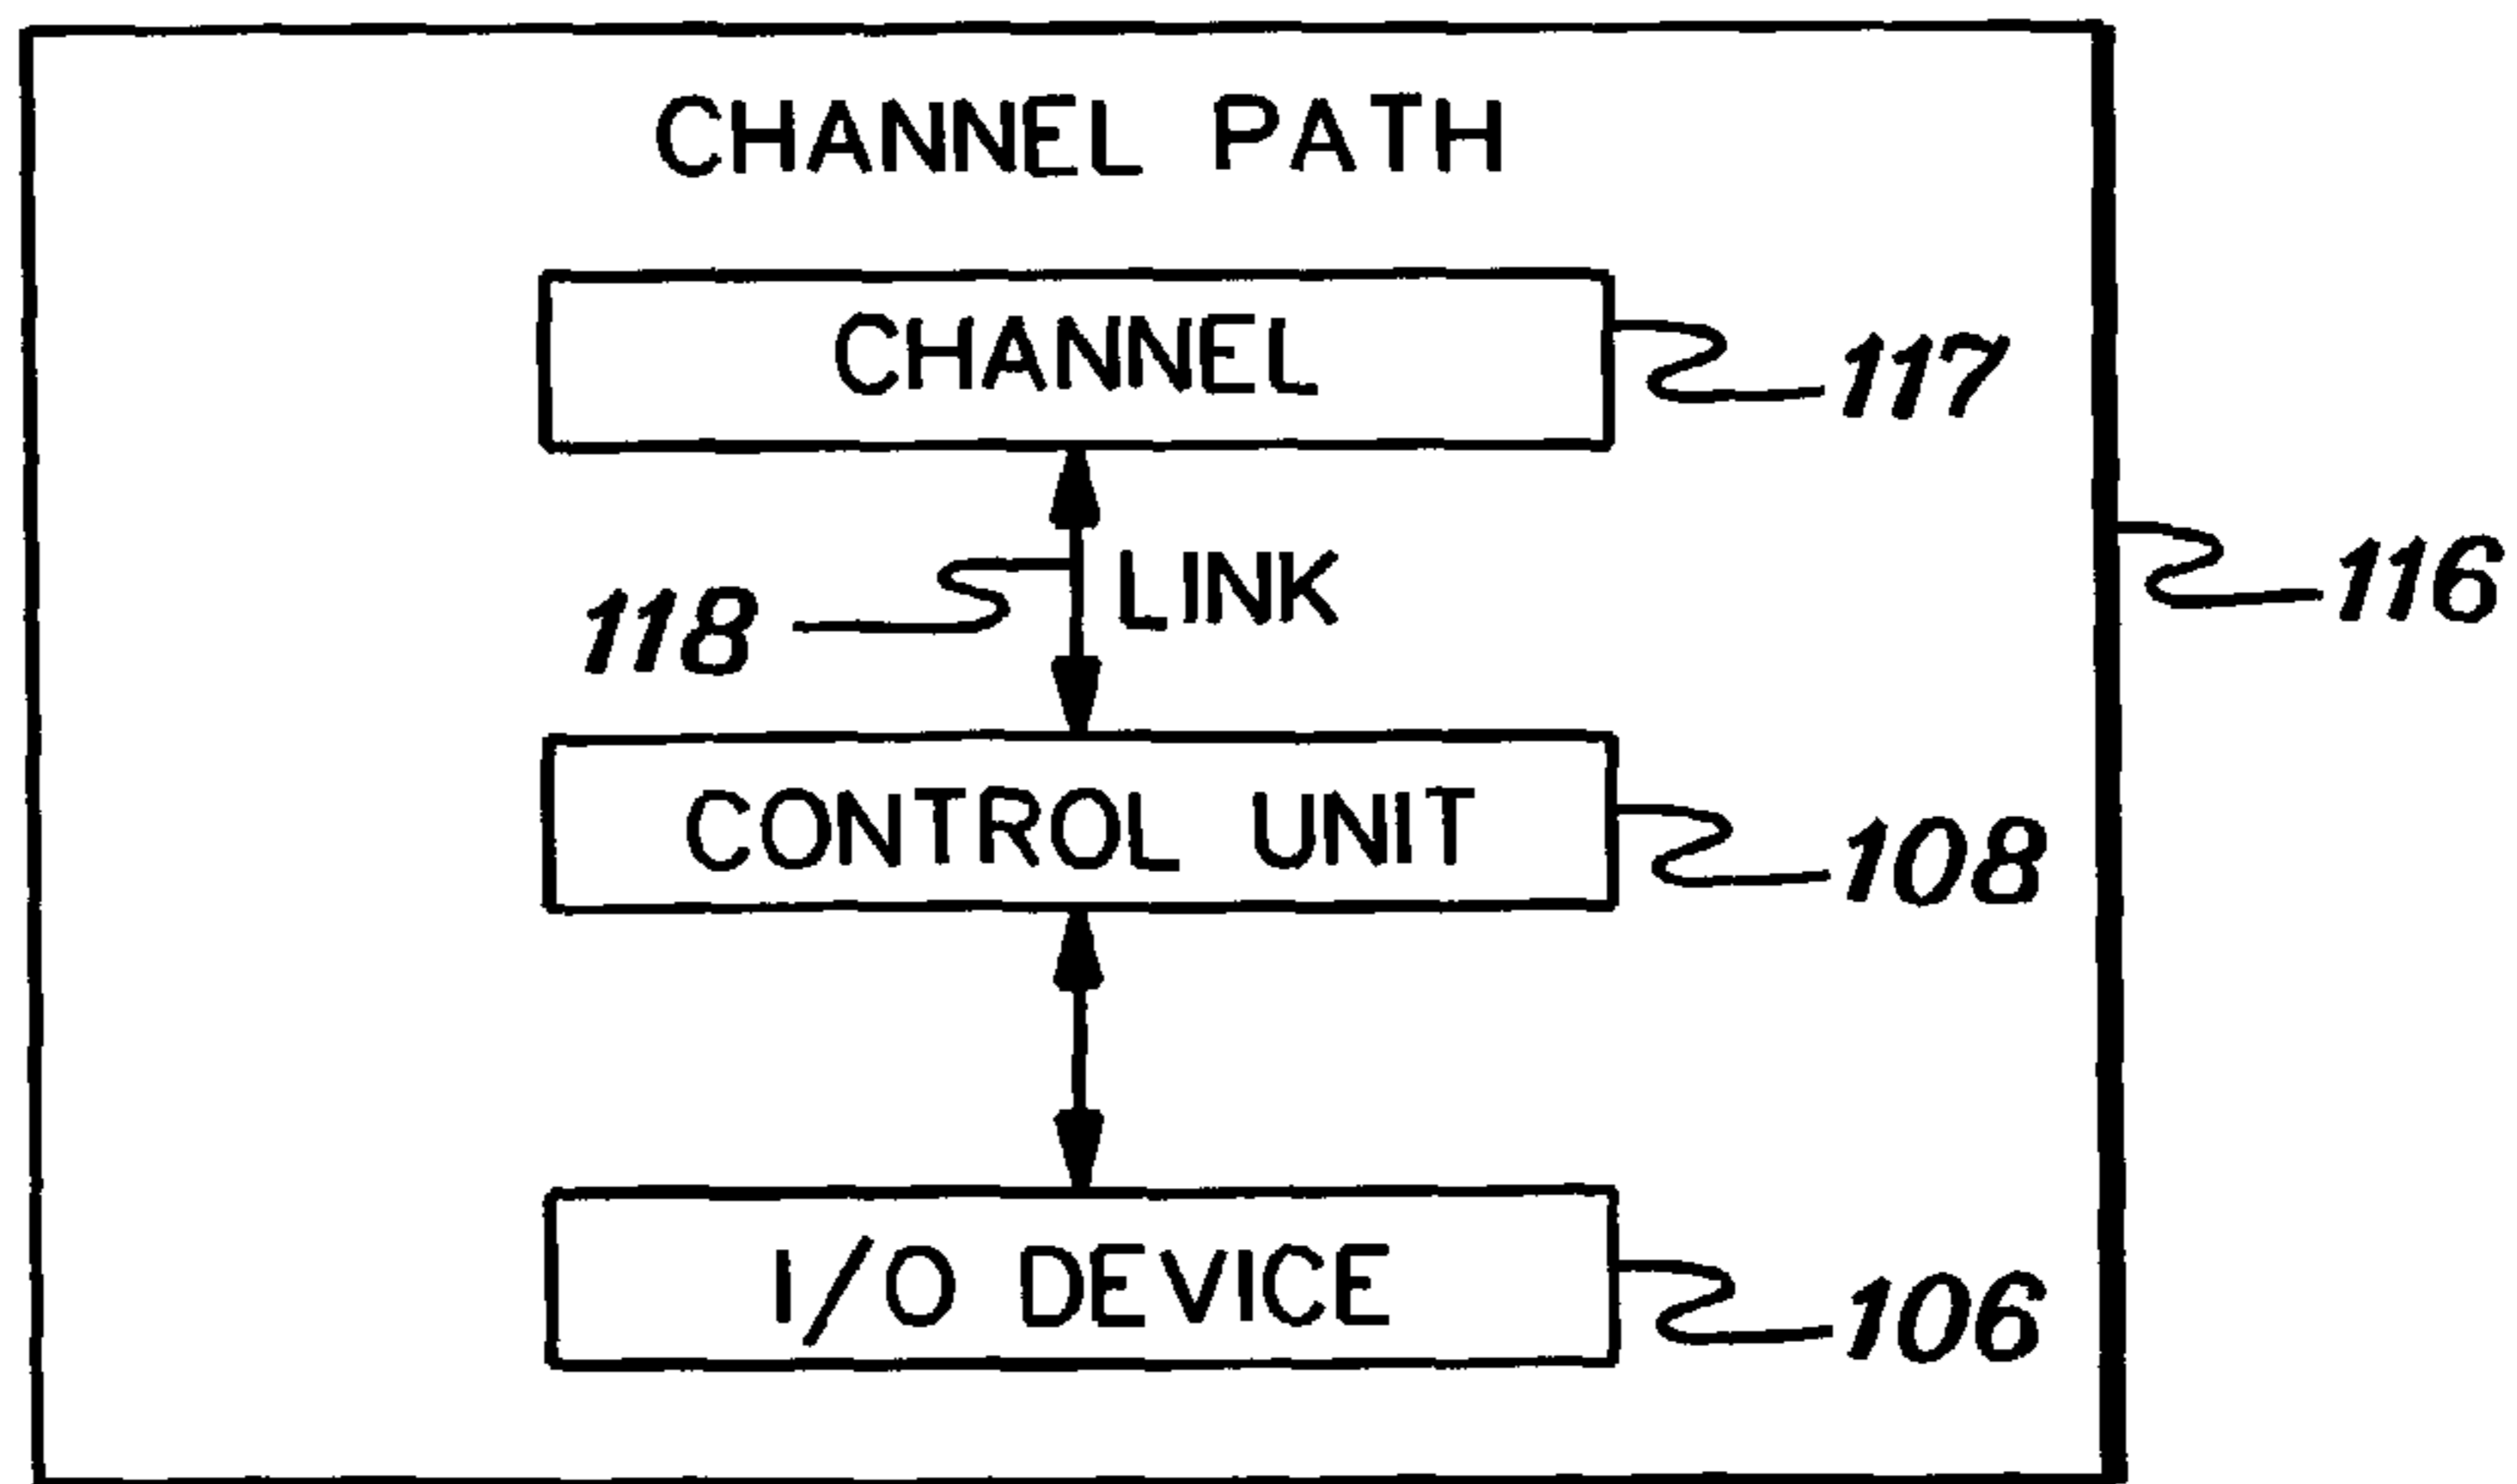 CHANNEL PATH
CHANNEL
117
LINK
116
118
CONTROL UNIT
108
I/O DEVICE
106